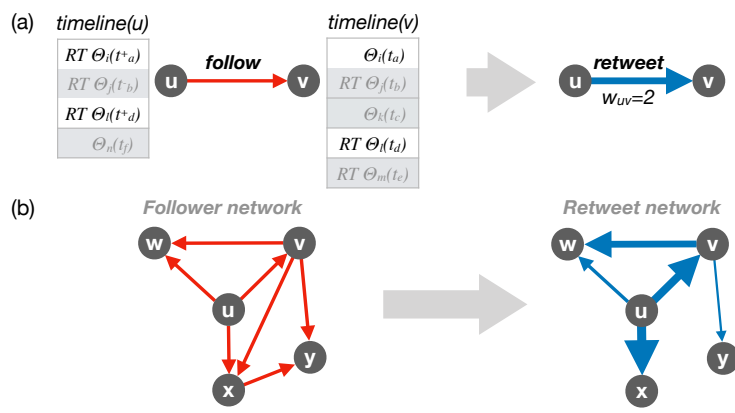 (a)
timeline(u)
timeline(v)
RT Θi(t+a)
RT Θj(t-b)
RT Θl(t+d)
Θn(tf)
u
follow
v
Θi(ta)
RT Θj(tb)
Θk(tc)
RT Θl(td)
RT Θm(te)
u
retweet
v
wuv=2
(b)
Follower network
Retweet network
w
v
u
y
x
w
v
u
y
x